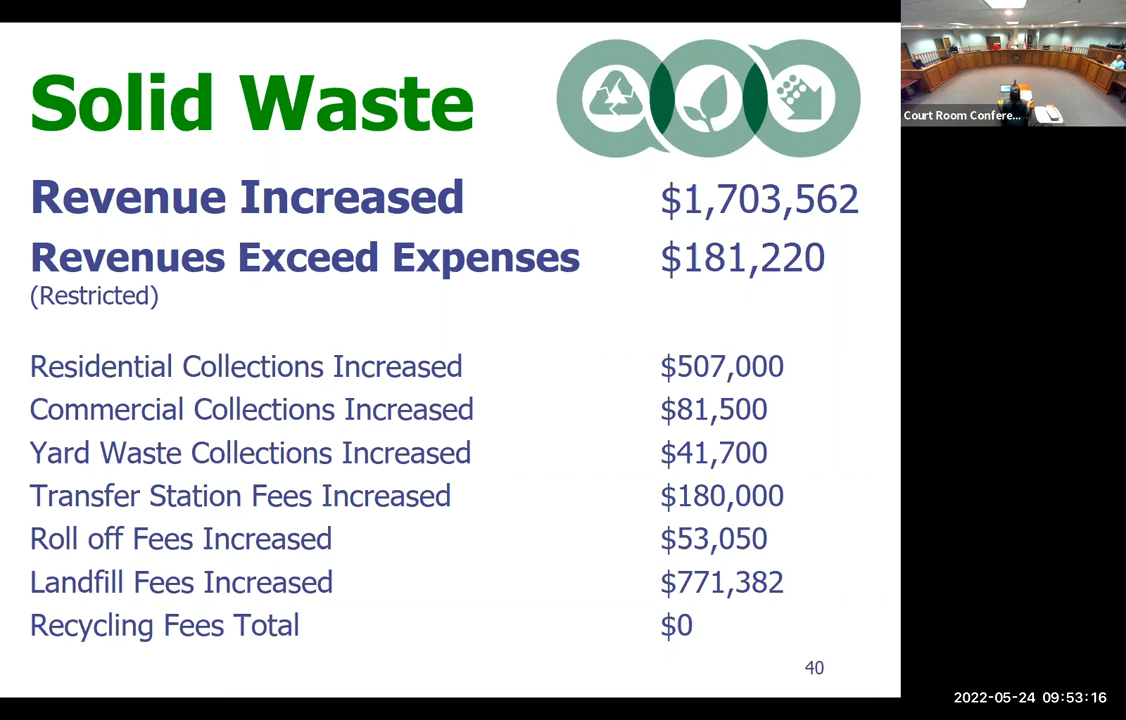 Solid Waste
Revenue Increased $1,703,562
Revenues Exceed Expenses $181,220
(Restricted)
Residential Collections Increased $507,000
Commercial Collections Increased $81,500
Yard Waste Collections Increased $41,700
Transfer Station Fees Increased $180,000
Roll off Fees Increased $53,050
Landfill Fees Increased $771,382
Recycling Fees Total $0
40
Court Room Confere...
2022-05-24 09:53:16